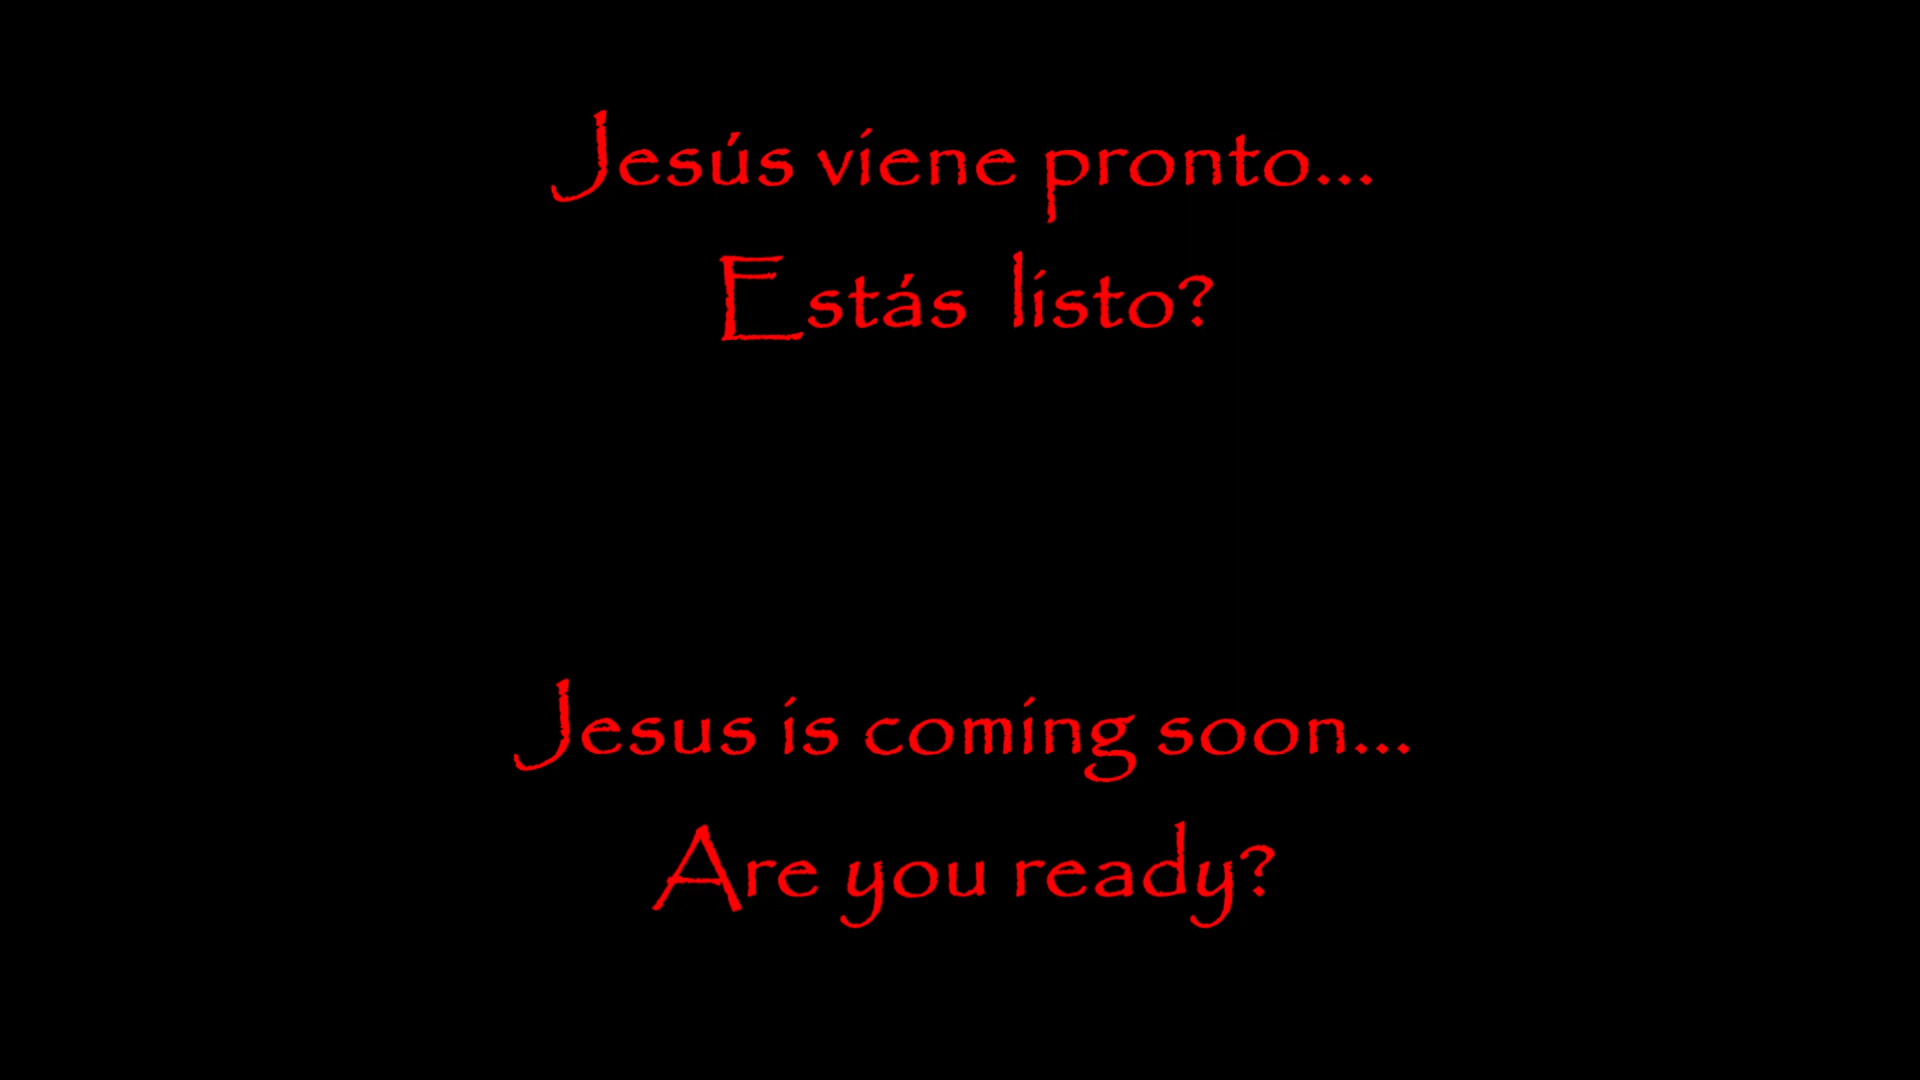 Jesús viene pronto...
Estás listo?
Jesus is coming soon...
Are you ready?